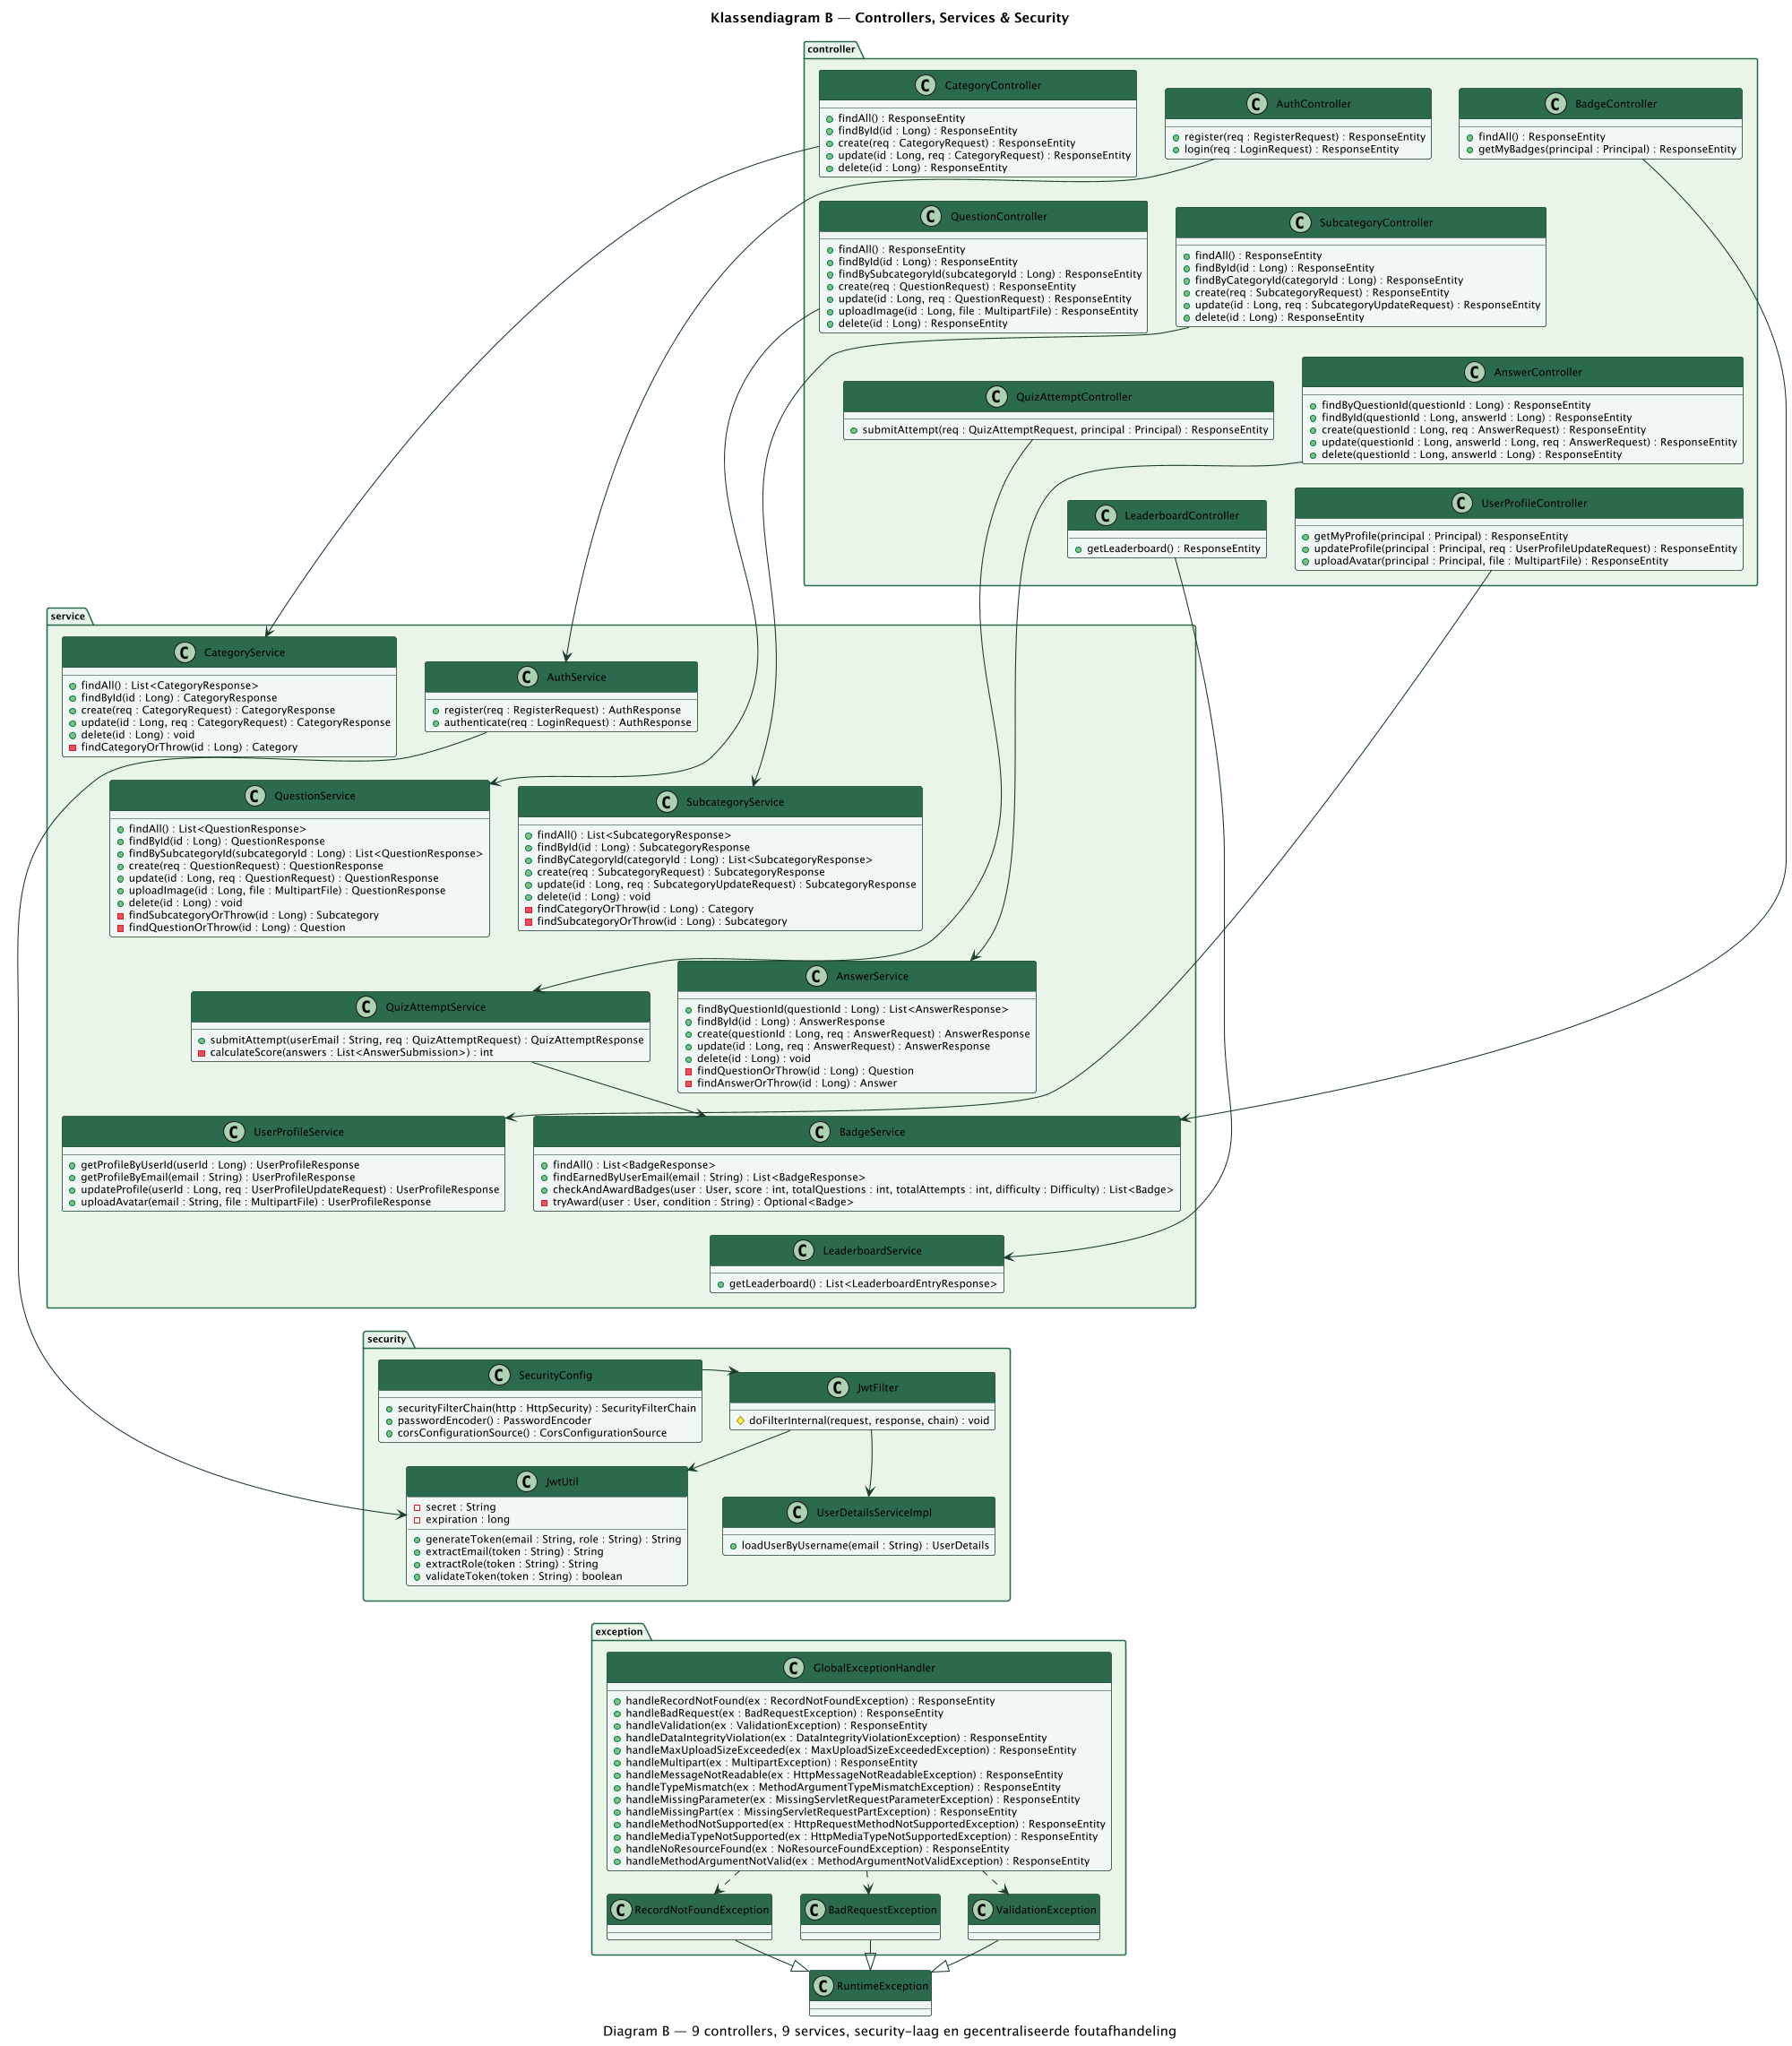 Klassendiagram B — Controllers, Services & Security
controller
C CategoryController
findAll() : ResponseEntity
findById(id : Long) : ResponseEntity
create(req : CategoryRequest) : ResponseEntity
update(id : Long, req : CategoryRequest) : ResponseEntity
delete(id : Long) : ResponseEntity
C AuthController
register(req : RegisterRequest) : ResponseEntity
login(req : LoginRequest) : ResponseEntity
C BadgeController
findAll() : ResponseEntity
getMyBadges(principal : Principal) : ResponseEntity
C QuestionController
findAll() : ResponseEntity
findById(id : Long) : ResponseEntity
findBySubcategoryId(subcategoryId : Long) : ResponseEntity
create(req : QuestionRequest) : ResponseEntity
update(id : Long, req : QuestionRequest) : ResponseEntity
uploadImage(id : Long, file : MultipartFile) : ResponseEntity
delete(id : Long) : ResponseEntity
C SubcategoryController
findAll() : ResponseEntity
findById(id : Long) : ResponseEntity
findByCategoryId(categoryId : Long) : ResponseEntity
create(req : SubcategoryRequest) : ResponseEntity
update(id : Long, req : SubcategoryUpdateRequest) : ResponseEntity
delete(id : Long) : ResponseEntity
C QuizAttemptController
submitAttempt(req : QuizAttemptRequest, principal : Principal) : ResponseEntity
C AnswerController
findByQuestionId(questionId : Long) : ResponseEntity
findById(questionId : Long, answerId : Long) : ResponseEntity
create(questionId : Long, req : AnswerRequest) : ResponseEntity
update(questionId : Long, answerId : Long, req : AnswerRequest) : ResponseEntity
delete(questionId : Long, answerId : Long) : ResponseEntity
C LeaderboardController
getLeaderboard() : ResponseEntity
C UserProfileController
getMyProfile(principal : Principal) : ResponseEntity
updateProfile(principal : Principal, req : UserProfileUpdateRequest) : ResponseEntity
uploadAvatar(principal : Principal, file : MultipartFile) : ResponseEntity
service
C CategoryService
findAll() : List<CategoryResponse>
findById(id : Long) : CategoryResponse
create(req : CategoryRequest) : CategoryResponse
update(id : Long, req : CategoryRequest) : CategoryResponse
delete(id : Long) : void
findCategoryOrThrow(id : Long) : Category
C AuthService
register(req : RegisterRequest) : AuthResponse
authenticate(req : LoginRequest) : AuthResponse
C QuestionService
findAll() : List<QuestionResponse>
findById(id : Long) : QuestionResponse
findBySubcategoryId(subcategoryId : Long) : List<QuestionResponse>
create(req : QuestionRequest) : QuestionResponse
update(id : Long, req : QuestionRequest) : QuestionResponse
uploadImage(id : Long, file : MultipartFile) : QuestionResponse
delete(id : Long) : void
findSubcategoryOrThrow(id : Long) : Subcategory
findQuestionOrThrow(id : Long) : Question
C SubcategoryService
findAll() : List<SubcategoryResponse>
findById(id : Long) : SubcategoryResponse
findByCategoryId(categoryId : Long) : List<SubcategoryResponse>
create(req : SubcategoryRequest) : SubcategoryResponse
update(id : Long, req : SubcategoryUpdateRequest) : SubcategoryResponse
delete(id : Long) : void
findCategoryOrThrow(id : Long) : Category
findSubcategoryOrThrow(id : Long) : Subcategory
C QuizAttemptService
submitAttempt(userEmail : String, req : QuizAttemptRequest) : QuizAttemptResponse
calculateScore(answers : List<AnswerSubmission>) : int
C AnswerService
findByQuestionId(questionId : Long) : List<AnswerResponse>
findById(id : Long) : AnswerResponse
create(questionId : Long, req : AnswerRequest) : AnswerResponse
update(id : Long, req : AnswerRequest) : AnswerResponse
delete(id : Long) : void
findQuestionOrThrow(id : Long) : Question
findAnswerOrThrow(id : Long) : Answer
C UserProfileService
getProfileByUserId(userId : Long) : UserProfileResponse
getProfileByEmail(email : String) : UserProfileResponse
updateProfile(userId : Long, req : UserProfileUpdateRequest) : UserProfileResponse
uploadAvatar(email : String, file : MultipartFile) : UserProfileResponse
C BadgeService
findAll() : List<BadgeResponse>
findEarnedByUserEmail(email : String) : List<BadgeResponse>
checkAndAwardBadges(user : User, score : int, totalQuestions : int, totalAttempts : int, difficulty : Difficulty) : List<Badge>
tryAward(user : User, condition : String) : Optional<Badge>
C LeaderboardService
getLeaderboard() : List<LeaderboardEntryResponse>
security
C SecurityConfig
securityFilterChain(http : HttpSecurity) : SecurityFilterChain
passwordEncoder() : PasswordEncoder
corsConfigurationSource() : CorsConfigurationSource
C JwtFilter
doFilterInternal(request, response, chain) : void
C JwtUtil
secret : String
expiration : long
generateToken(email : String, role : String) : String
extractEmail(token : String) : String
extractRole(token : String) : String
validateToken(token : String) : boolean
C UserDetailsServiceImpl
loadUserByUsername(email : String) : UserDetails
exception
C GlobalExceptionHandler
handleRecordNotFound(ex : RecordNotFoundException) : ResponseEntity
handleBadRequest(ex : BadRequestException) : ResponseEntity
handleValidation(ex : ValidationException) : ResponseEntity
handleDataIntegrityViolation(ex : DataIntegrityViolationException) : ResponseEntity
handleMaxUploadSizeExceeded(ex : MaxUploadSizeExceededException) : ResponseEntity
handleMultipart(ex : MultipartException) : ResponseEntity
handleMessageNotReadable(ex : HttpMessageNotReadableException) : ResponseEntity
handleTypeMismatch(ex : MethodArgumentTypeMismatchException) : ResponseEntity
handleMissingParameter(ex : MissingServletRequestParameterException) : ResponseEntity
handleMissingPart(ex : MissingServletRequestPartException) : ResponseEntity
handleMethodNotSupported(ex : HttpRequestMethodNotSupportedException) : ResponseEntity
handleMediaTypeNotSupported(ex : HttpMediaTypeNotSupportedException) : ResponseEntity
handleNoResourceFound(ex : NoResourceFoundException) : ResponseEntity
handleMethodArgumentNotValid(ex : MethodArgumentNotValidException) : ResponseEntity
C RecordNotFoundException
C BadRequestException
C ValidationException
C RuntimeException
Diagram B — 9 controllers, 9 services, security-laag en gecentraliseerde foutafhandeling